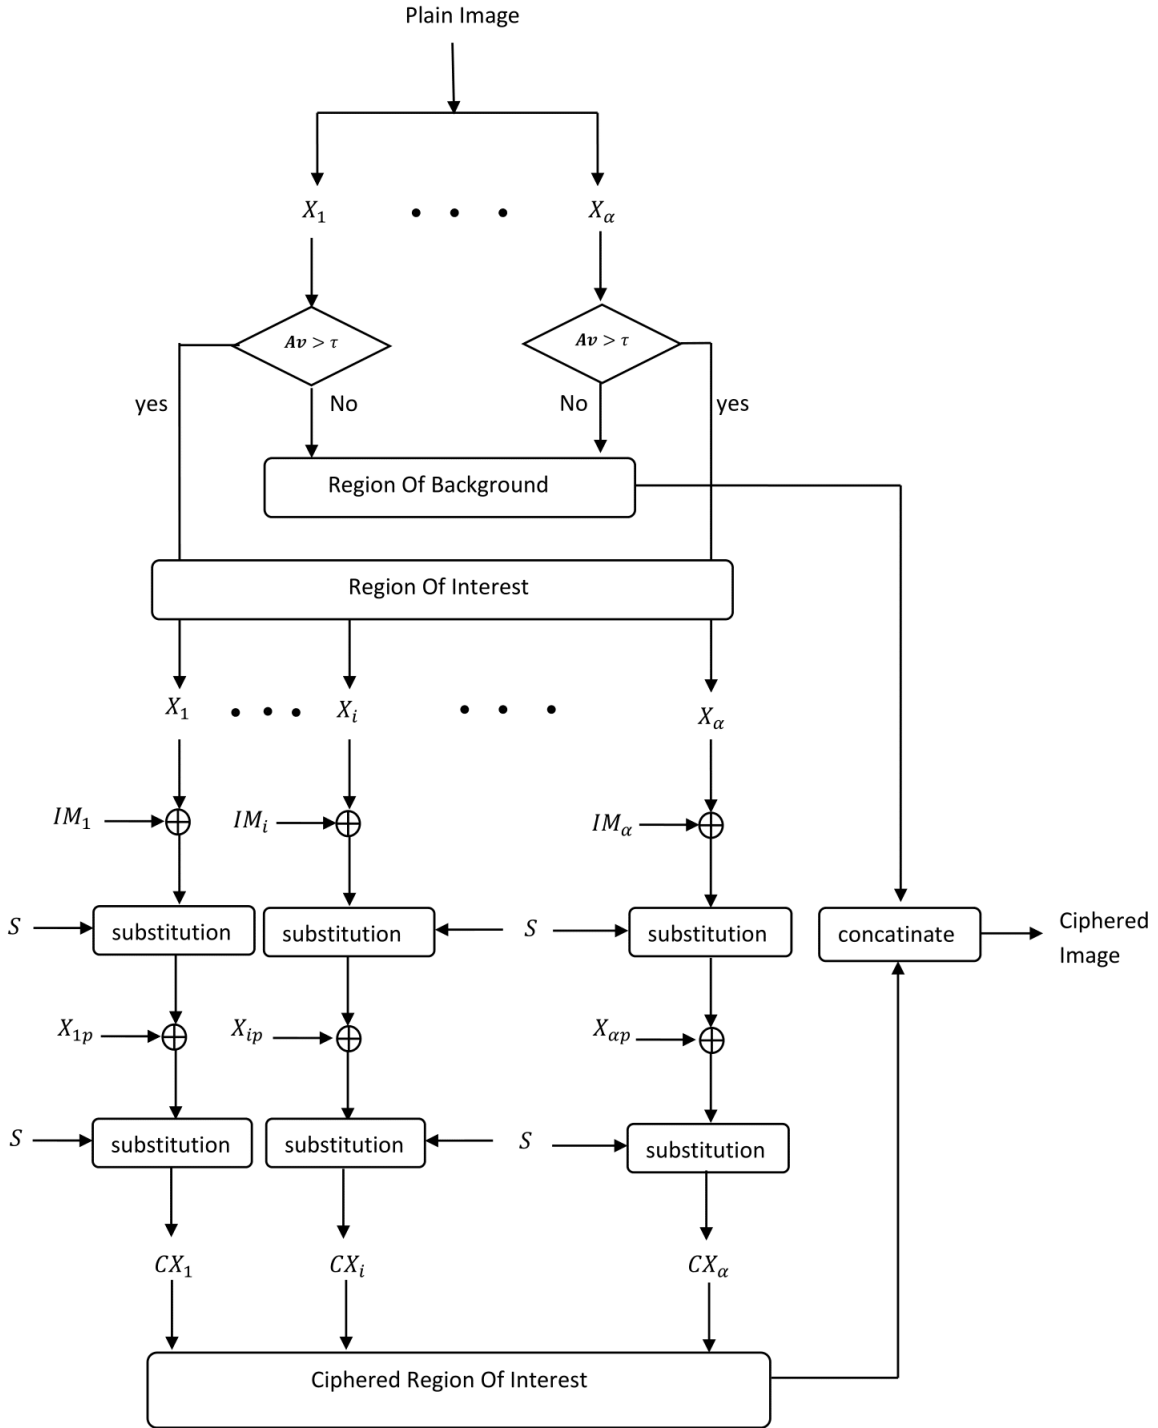 Plain Image
X₁ • • • Xα
Av > τ Av > τ
yes No No yes
Region Of Background
Region Of Interest
X₁ • • • Xᵢ • • • Xα
IM₁ IMᵢ IMα
S substitution substitution S substitution concatinate Ciphered
Image
X₁ₚ Xᵢₚ Xαₚ
S substitution substitution S substitution
CX₁ CXᵢ CXα
Ciphered Region Of Interest